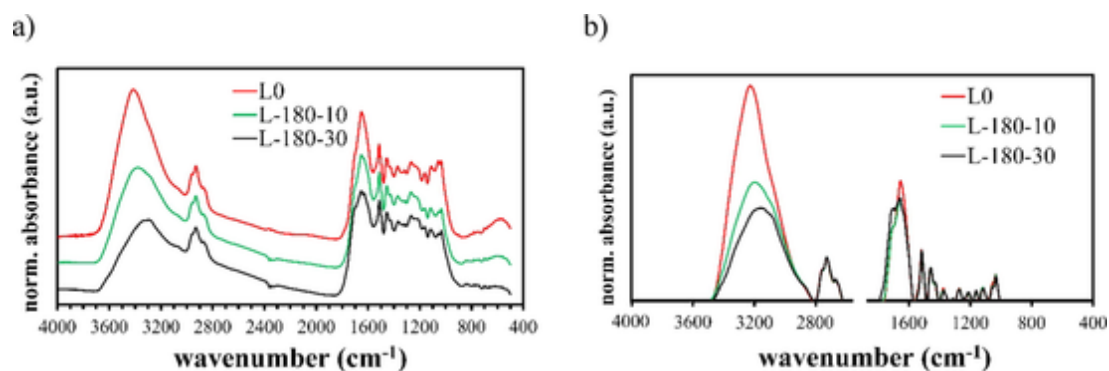 a)
norm. absorbance (a.u.)
L0
L-180-10
L-180-30
4000 3600 3200 2800 2400 2000 1600 1200 800 400
wavenumber (cm⁻¹)
b)
norm. absorbance (a.u.)
L0
L-180-10
L-180-30
4000 3600 3200 2800 1600 1200 800 400
wavenumber (cm⁻¹)